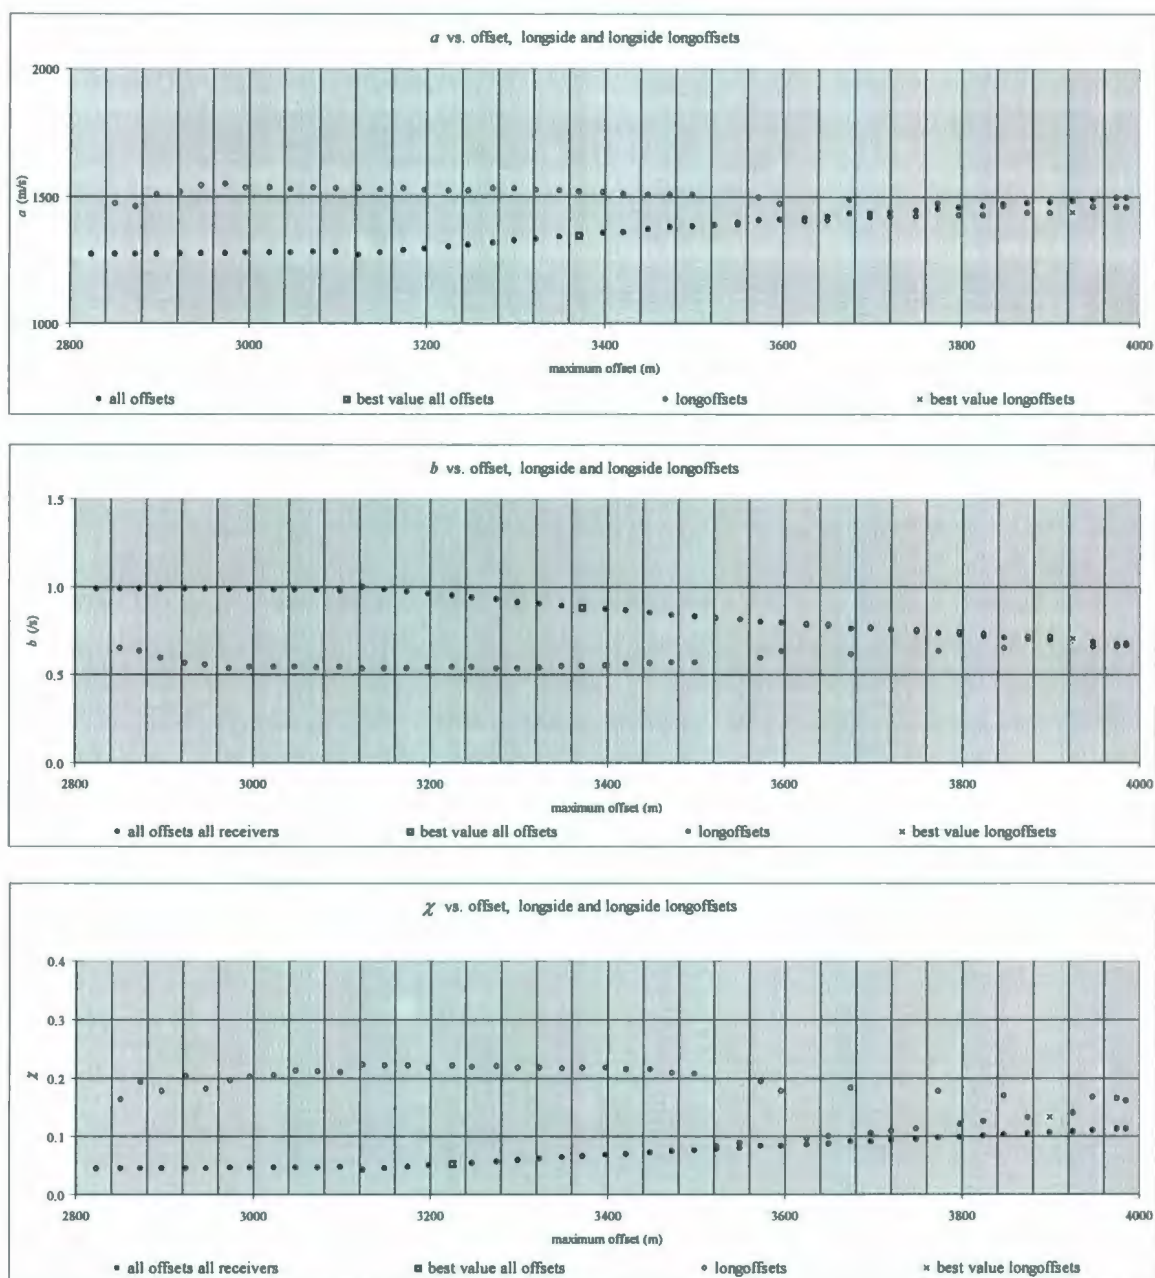 a vs. offset, longside and longside longoffsets
2000
1500
1000
a (m/s)
2800 3000 3200 3400 3600 3800 4000
maximum offset (m)
• all offsets ▣ best value all offsets ∘ longoffsets × best value longoffsets
b vs. offset, longside and longside longoffsets
1.5
1.0
0.5
0.0
b (/s)
2800 3000 3200 3400 3600 3800 4000
maximum offset (m)
• all offsets all receivers ▣ best value all offsets ∘ longoffsets × best value longoffsets
χ vs. offset, longside and longside longoffsets
0.4
0.3
0.2
0.1
0.0
χ
2800 3000 3200 3400 3600 3800 4000
maximum offset (m)
• all offsets all receivers ▣ best value all offsets ∘ longoffsets × best value longoffsets